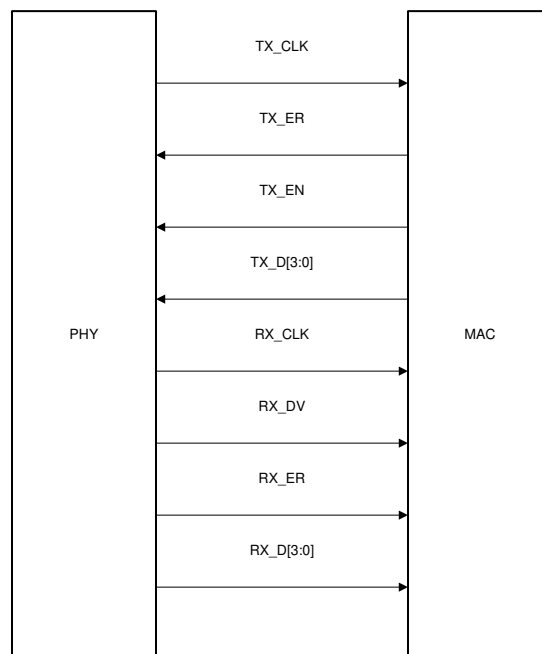 TX_CLK
TX_ER
TX_EN
TX_D[3:0]
PHY
RX_CLK
MAC
RX_DV
RX_ER
RX_D[3:0]